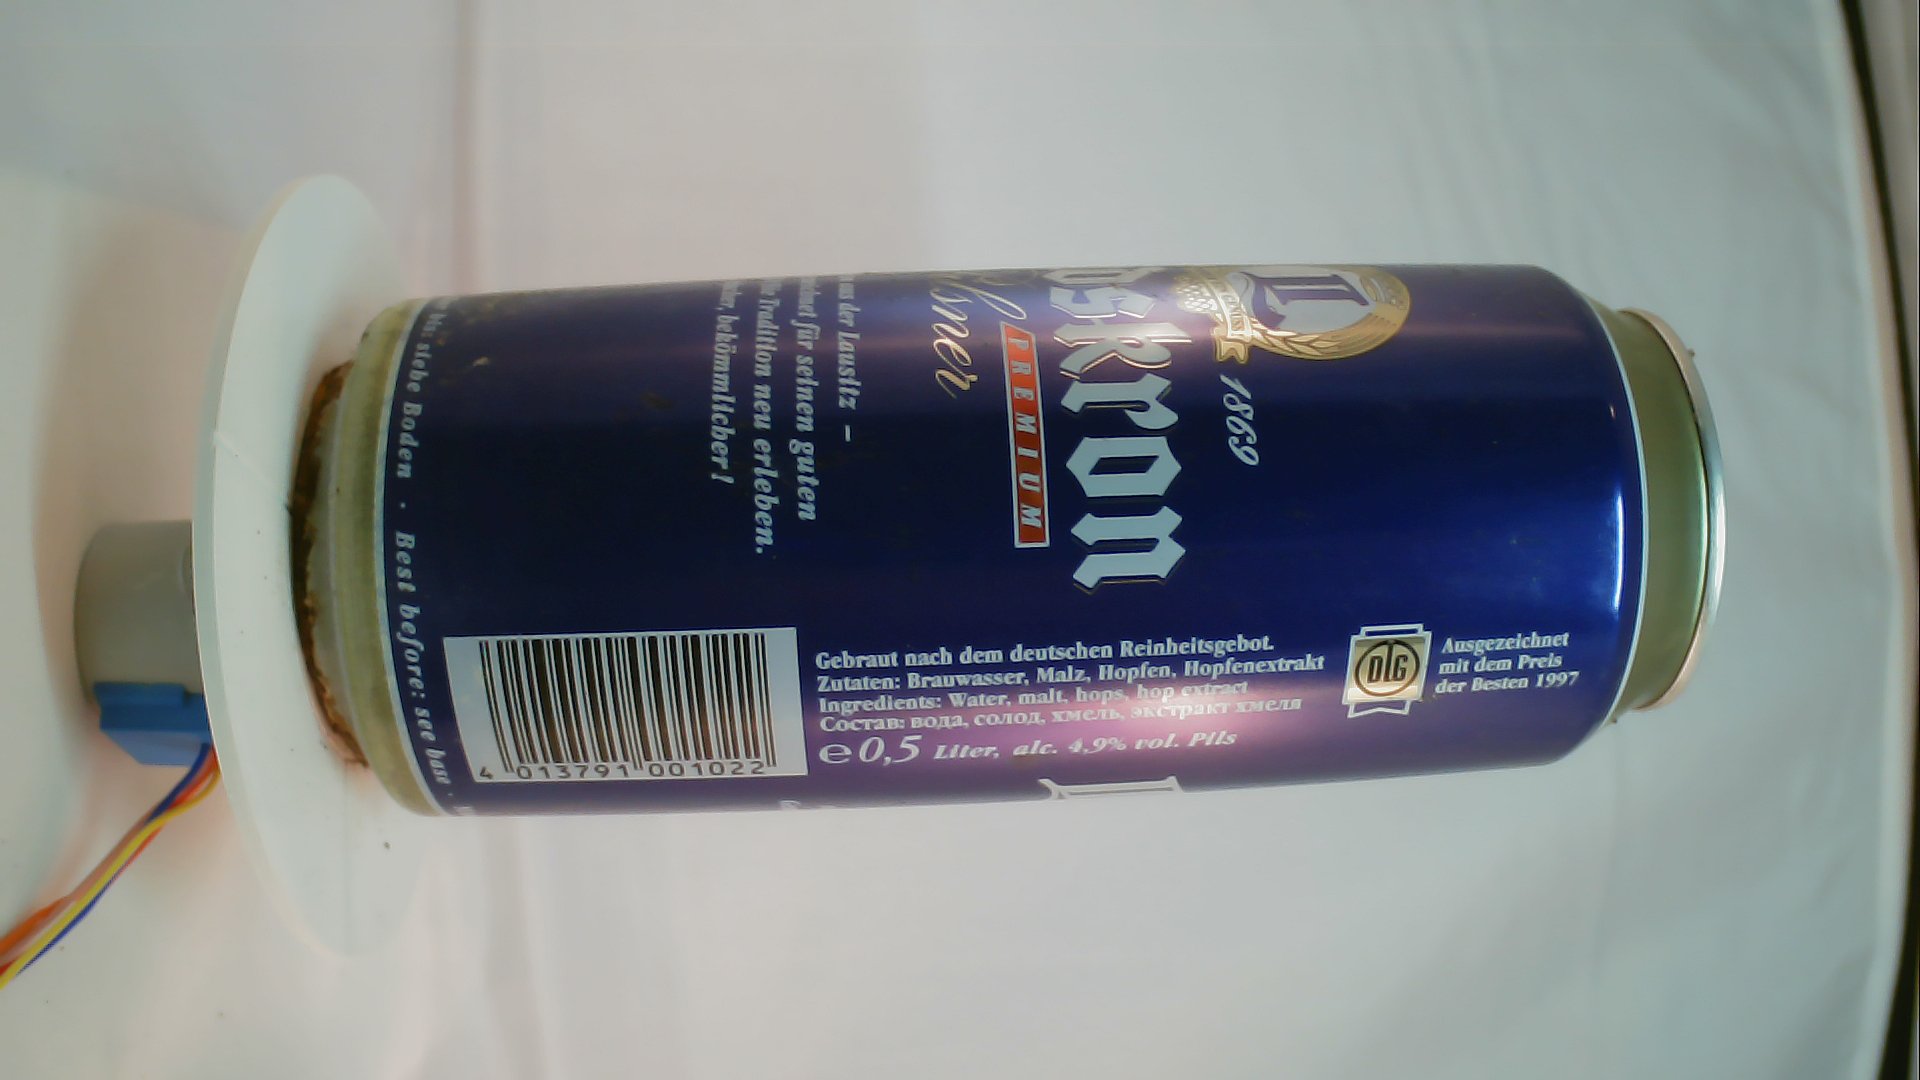 1869
skron
PREMIUM
der Lausitz –
für seinen guten
Tradition neu erleben.
bekömmlicher!
siehe Boden · Best before: see base
Gebraut nach dem deutschen Reinheitsgebot.
Zutaten: Brauwasser, Malz, Hopfen, Hopfenextrakt
Ingredients: Water, malt, hops, hop extract
Состав: вода, солод, хмель, экстракт хмеля
e 0,5 Liter, alc. 4,9% vol. Pils
4 013791 001022
DLG
Ausgezeichnet
mit dem Preis
der Besten 1997